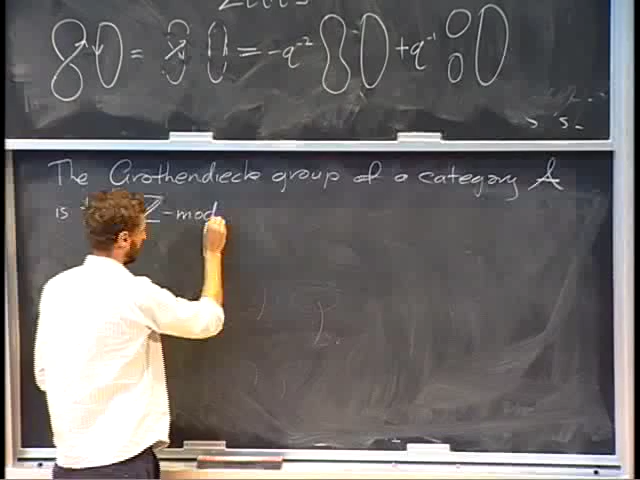 = = -q⁻² + q⁻¹
The Grothendieck group of a category A
is ℤ-mod